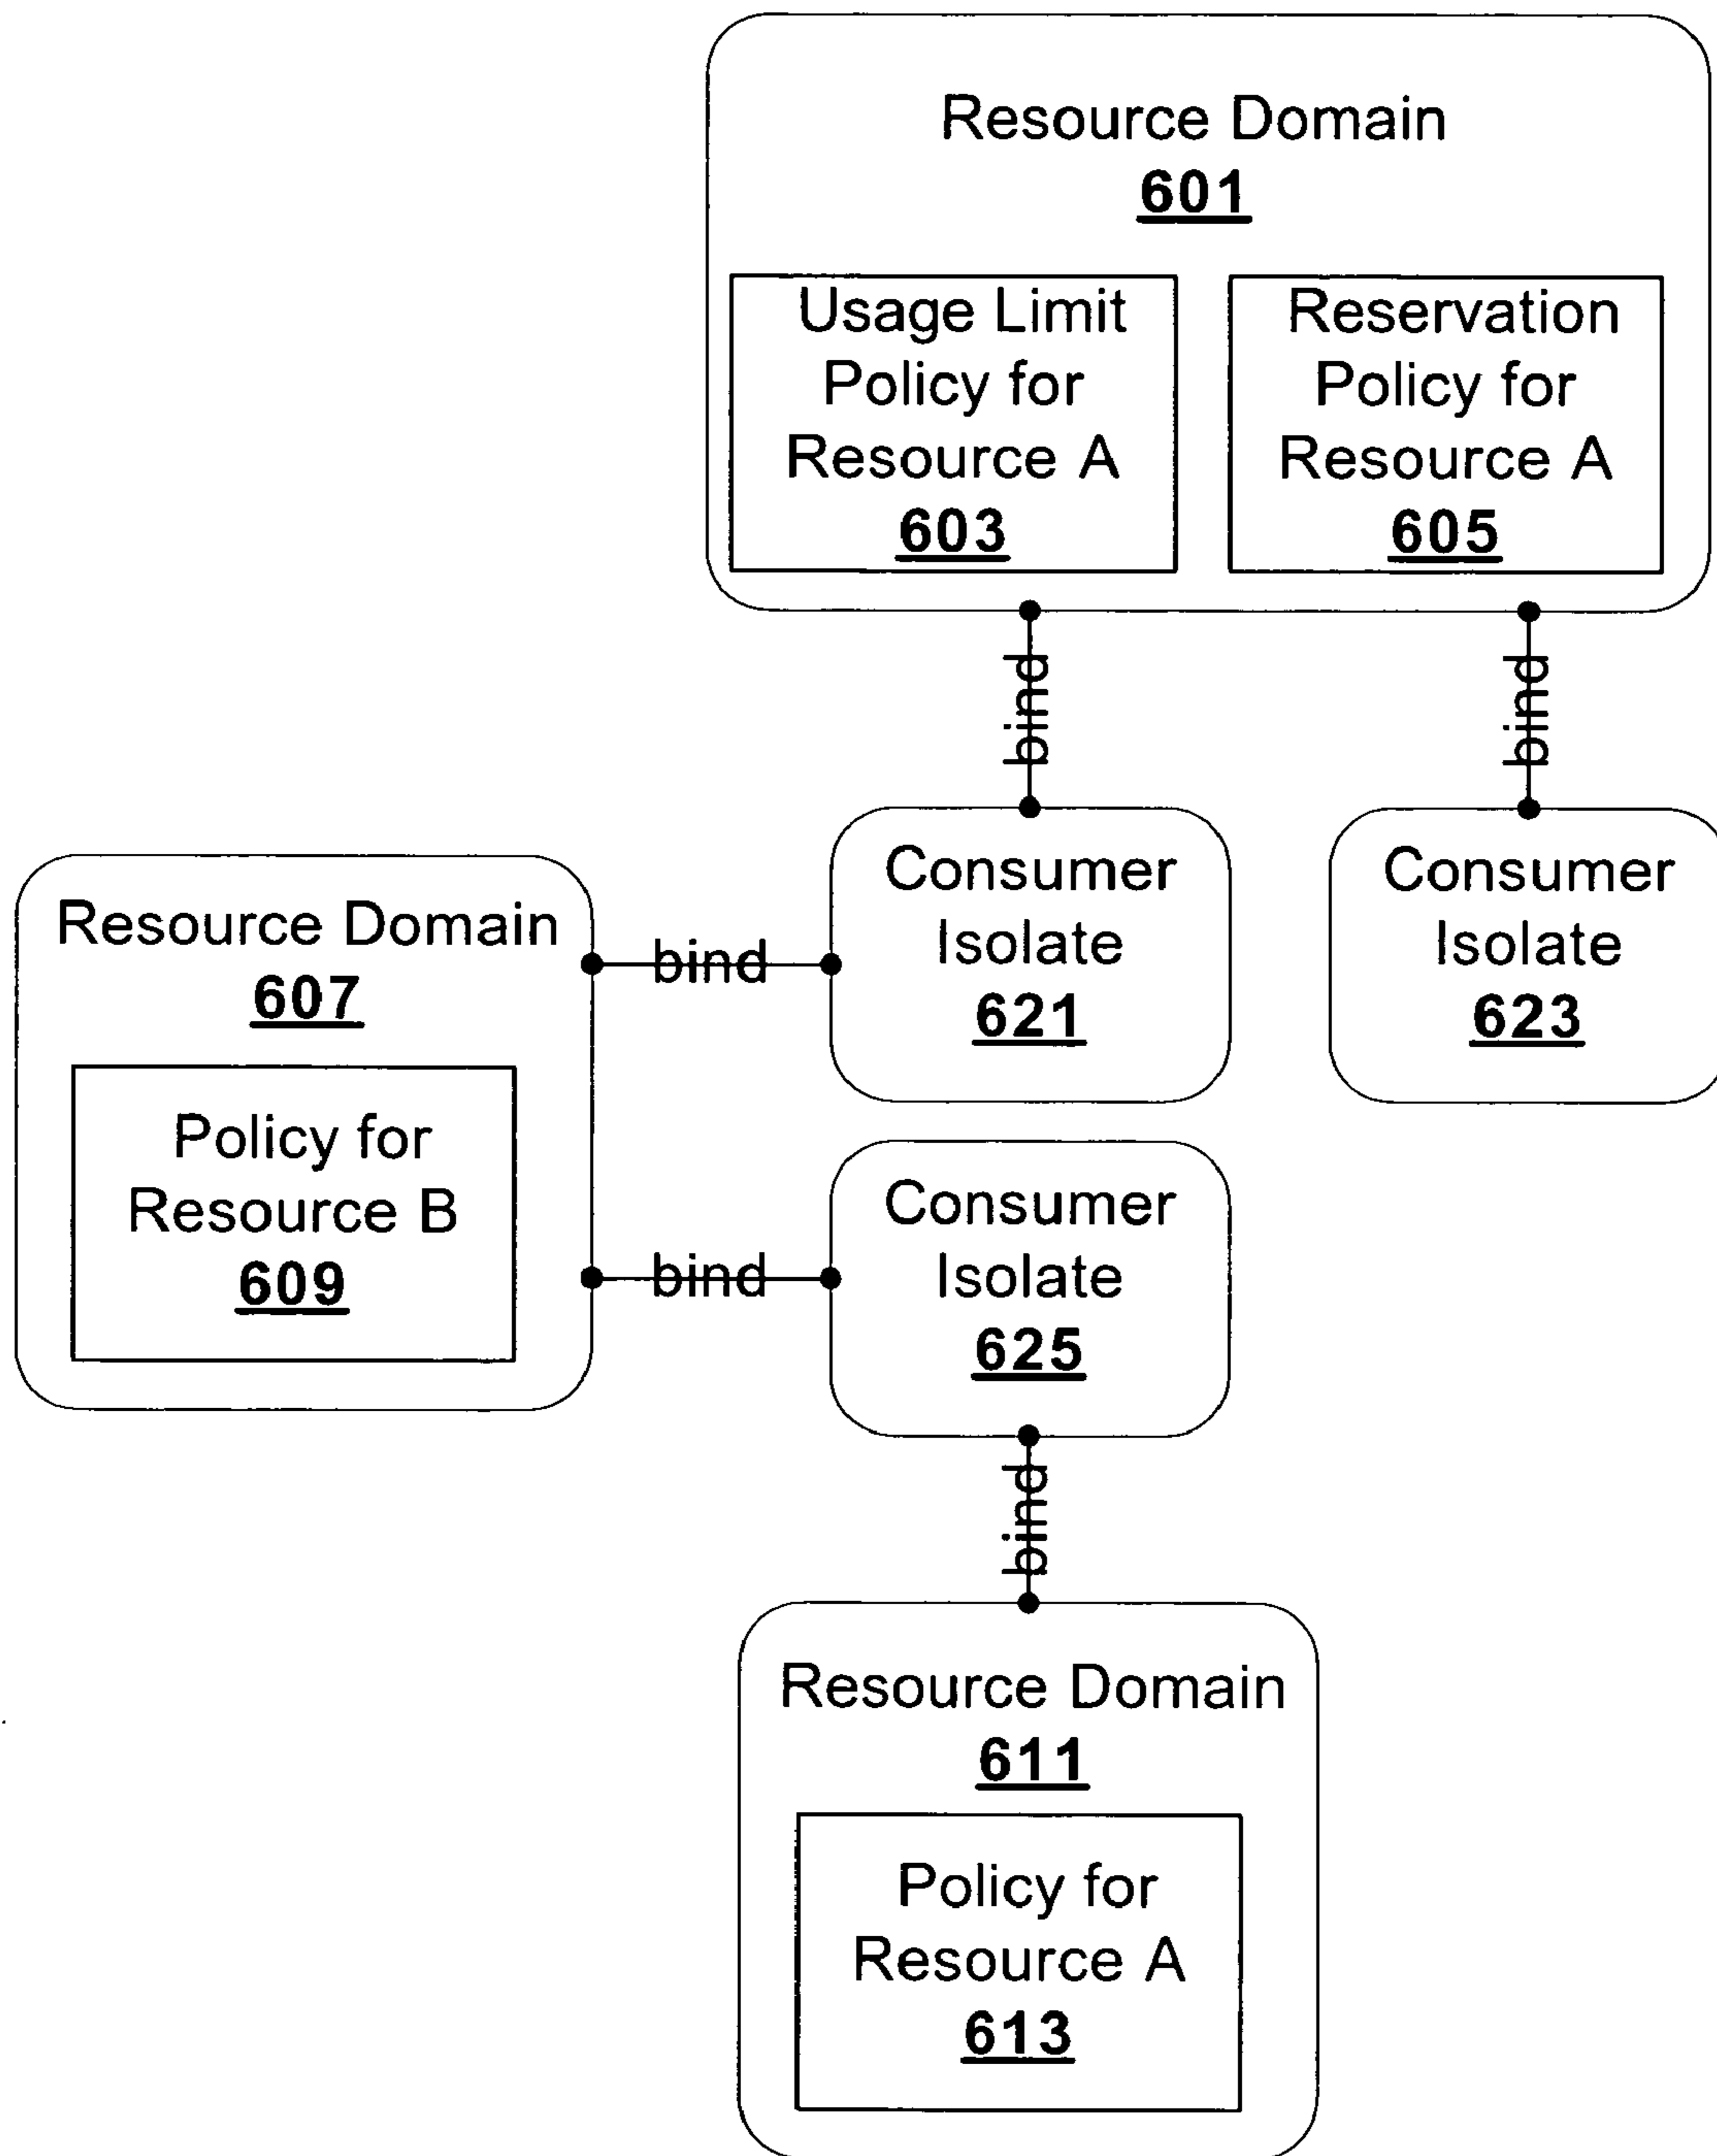 Resource Domain
601
Usage Limit
Policy for
Resource A
603
Reservation
Policy for
Resource A
605
bind
bind
Resource Domain
607
Policy for
Resource B
609
bind
bind
Consumer
Isolate
621
Consumer
Isolate
623
Consumer
Isolate
625
bind
Resource Domain
611
Policy for
Resource A
613